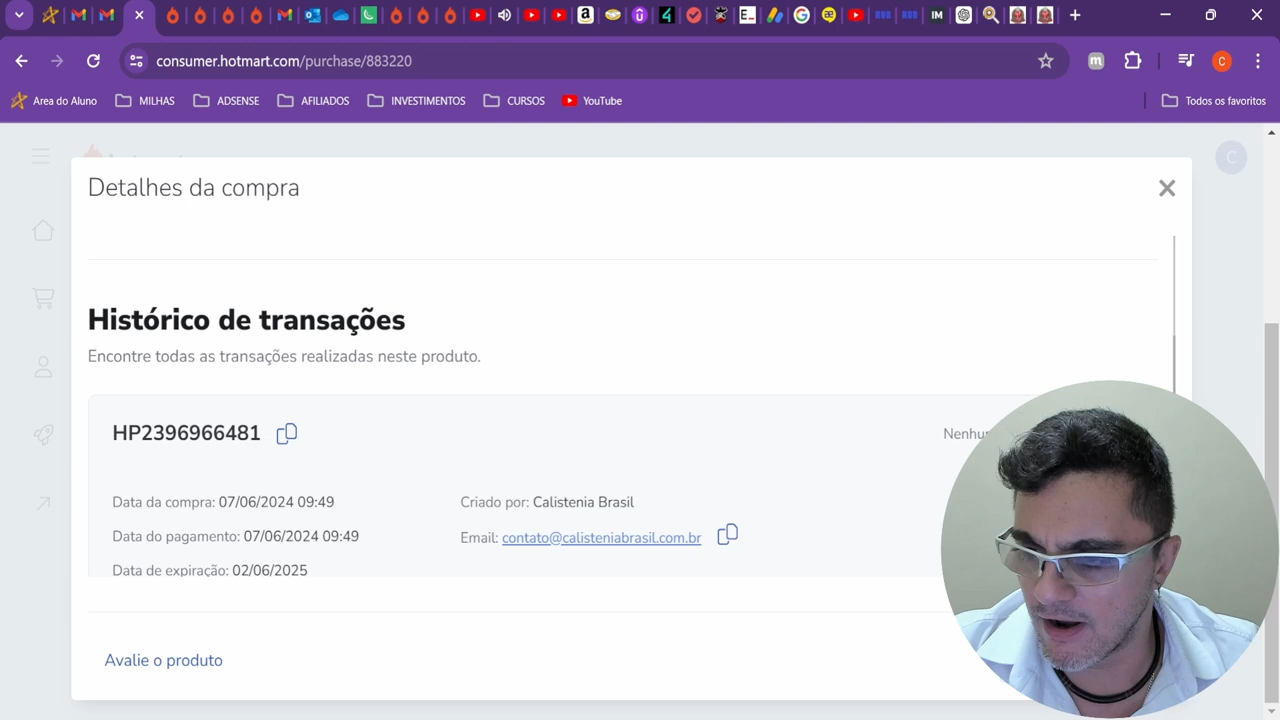 consumer.hotmart.com/purchase/883220
Area do Aluno MILHAS ADSENSE AFILIADOS INVESTIMENTOS CURSOS YouTube Todos os favoritos
Detalhes da compra
Histórico de transações
Encontre todas as transações realizadas neste produto.
HP2396966481
Data da compra: 07/06/2024 09:49 Criado por: Calistenia Brasil
Data do pagamento: 07/06/2024 09:49 Email: contato@calisteniabrasil.com.br
Data de expiração: 02/06/2025
Avalie o produto